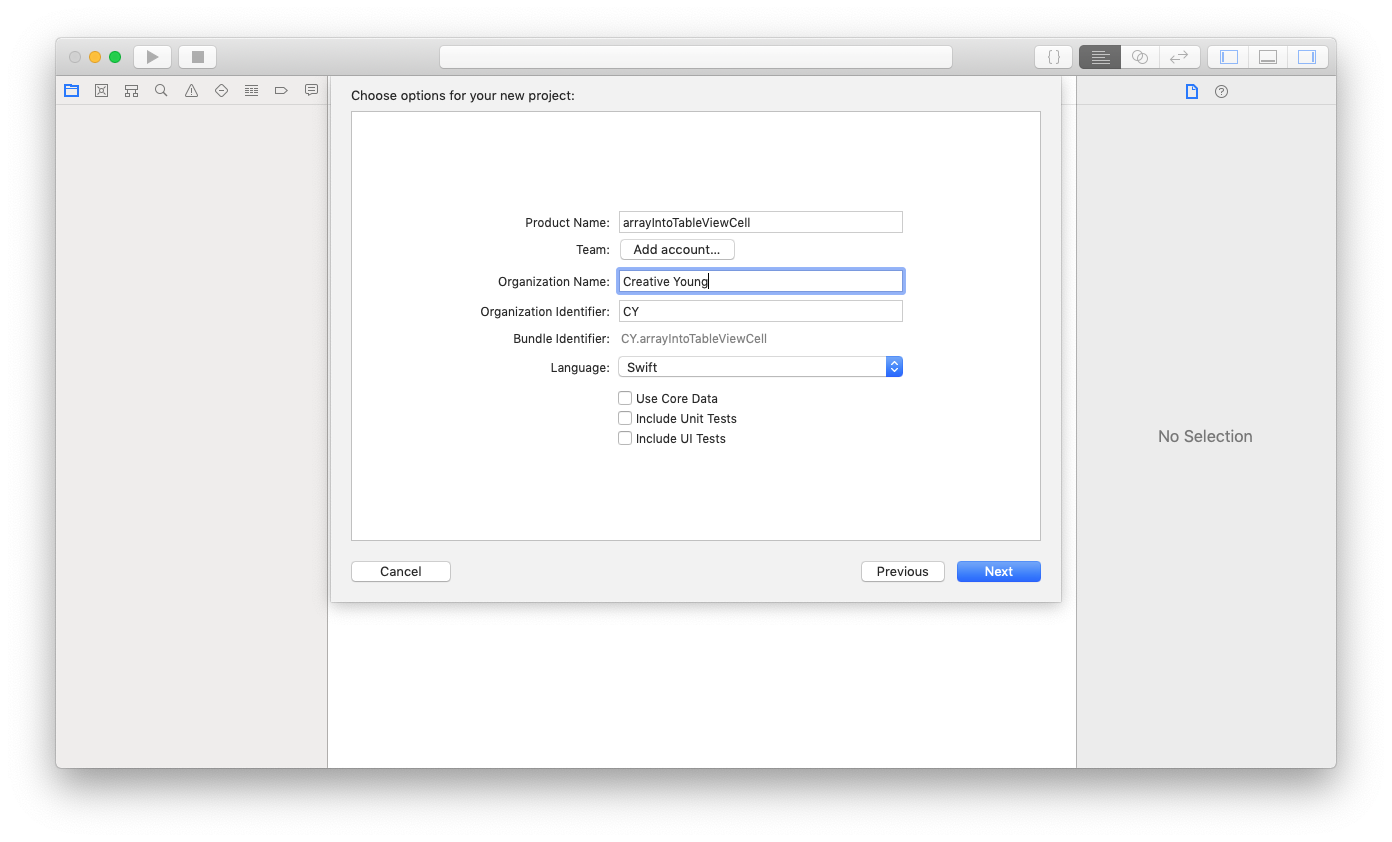 Choose options for your new project:
Product Name: arrayIntoTableViewCell
Team: Add account...
Organization Name: Creative Young
Organization Identifier: CY
Bundle Identifier: CY.arrayIntoTableViewCell
Language: Swift
Use Core Data
Include Unit Tests
Include UI Tests
No Selection
Cancel Previous Next